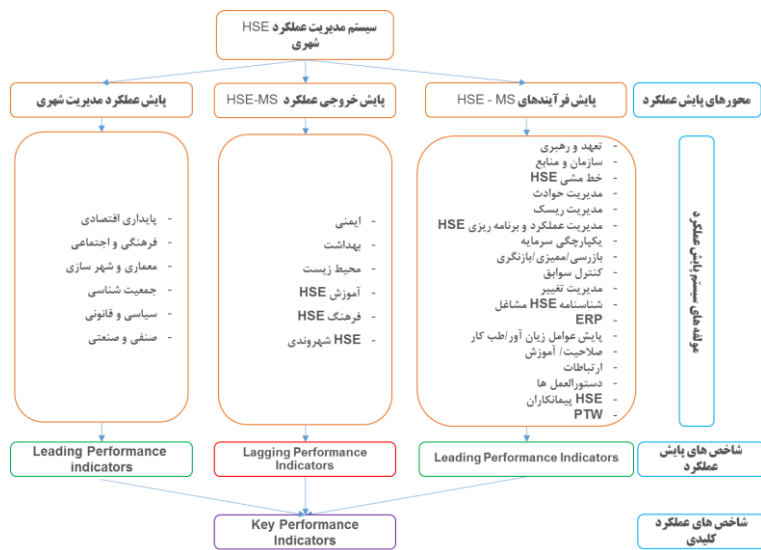 سیستم مدیریت عملکرد HSE
شهری
محورهای پایش عملکرد
پایش فرآیندهای HSE - MS
پایش خروجی عملکرد HSE-MS
پایش عملکرد مدیریت شهری
مولفه های سیستم پایش عملکرد
- تعهد و رهبری
- سازمان و منابع
- خط مشی HSE
- مدیریت حوادث
- مدیریت ریسک
- مدیریت عملکرد و برنامه ریزی HSE
- یکپارچگی سرمایه
- بازرسی/ممیزی/بازنگری
- کنترل سوابق
- مدیریت تغییر
- شناسنامه HSE مشاغل
- ERP
- پایش عوامل زیان آور/طب کار
- صلاحیت/ آموزش
- ارتباطات
- دستورالعمل ها
- HSE پیمانکاران
- PTW
- ایمنی
- بهداشت
- محیط زیست
- آموزش HSE
- فرهنگ HSE
- HSE شهروندی
- پایداری اقتصادی
- فرهنگی و اجتماعی
- معماری و شهر سازی
- جمعیت شناسی
- سیاسی و قانونی
- صنفی و صنعتی
شاخص های پایش
عملکرد
Leading Performance Indicators
Lagging Performance
Indicators
Leading Performance
indicators
شاخص های عملکرد
کلیدی
Key Performance
Indicators